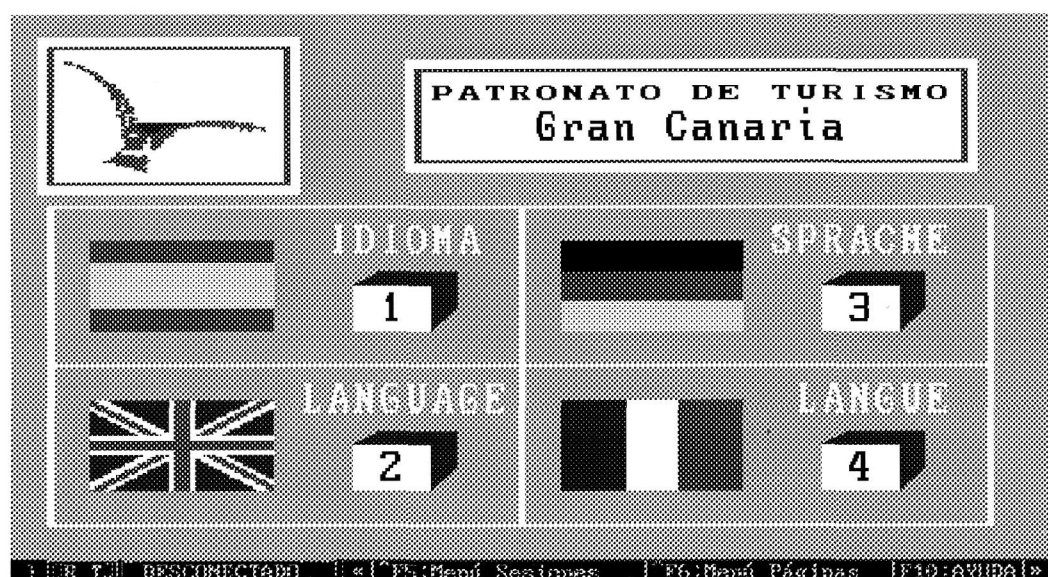 PATRONATO DE TURISMO
Gran Canaria
IDIOMA
1
SPRACHE
3
LANGUAGE
2
LANGUE
4
DESCONECTADO «| ^F5:Menú Sesiones | ^F6:Menú Páginas |F10:AYUDA|»